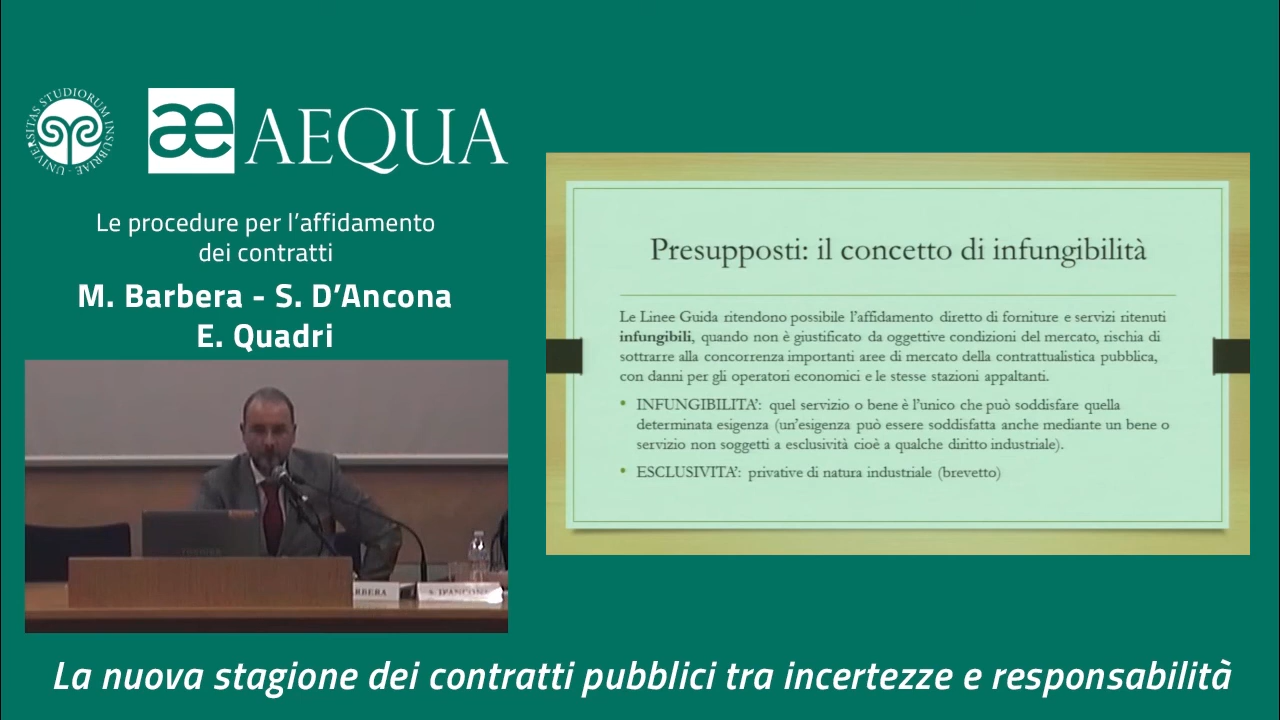 UNIVERSITAS STUDIORUM INSUBRIAE
æ AEQUA
Le procedure per l'affidamento
dei contratti
M. Barbera - S. D'Ancona
E. Quadri
Presupposti: il concetto di infungibilità
Le Linee Guida ritendono possibile l'affidamento diretto di forniture e servizi ritenuti
infungibili, quando non è giustificato da oggettive condizioni del mercato, rischia di
sottrarre alla concorrenza importanti aree di mercato della contrattualistica pubblica,
con danni per gli operatori economici e le stesse stazioni appaltanti.
• INFUNGIBILITA': quel servizio o bene è l'unico che può soddisfare quella
determinata esigenza (un'esigenza può essere soddisfatta anche mediante un bene o
servizio non soggetti a esclusività cioè a qualche diritto industriale).
• ESCLUSIVITA': privative di natura industriale (brevetto)
La nuova stagione dei contratti pubblici tra incertezze e responsabilità